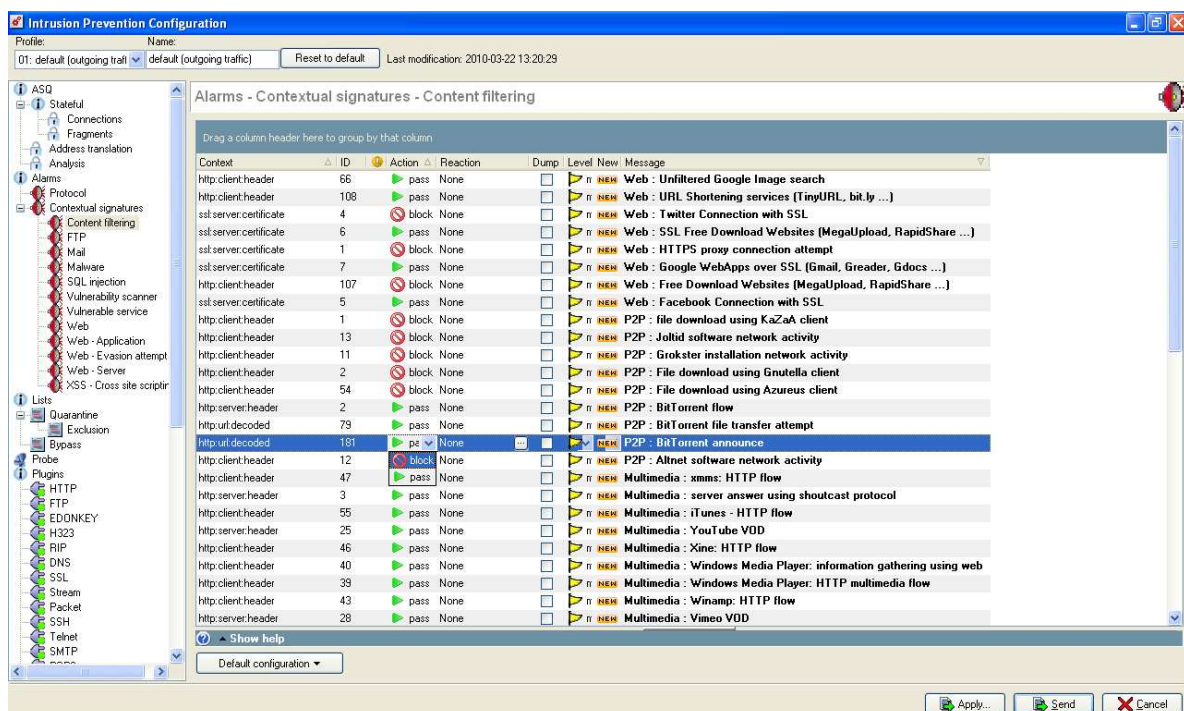 Intrusion Prevention Configuration
Profile: Name:
01: default (outgoing traff default (outgoing traffic) Reset to default Last modification: 2010-03-22 13:20:29
ASQ
Stateful
Connections
Fragments
Address translation
Analysis
Alarms
Protocol
Contextual signatures
Content filtering
FTP
Mail
Malware
SQL injection
Vulnerability scanner
Vulnerable service
Web
Web - Application
Web - Evasion attempt
Web - Server
XSS - Cross site scriptin
Lists
Quarantine
Exclusion
Bypass
Probe
Plugins
HTTP
FTP
EDONKEY
H323
RIP
DNS
SSL
Stream
Packet
SSH
Telnet
SMTP
Alarms - Contextual signatures - Content filtering
Drag a column header here to group by that column
Context ID Action Reaction Dump Level New Message
http:client:header 66 pass None NEW Web : Unfiltered Google Image search
http:client:header 108 pass None NEW Web : URL Shortening services (TinyURL, bit.ly ...)
ssl:server:certificate 4 block None NEW Web : Twitter Connection with SSL
ssl:server:certificate 6 pass None NEW Web : SSL Free Download Websites (MegaUpload, RapidShare ...)
ssl:server:certificate 1 block None NEW Web : HTTPS proxy connection attempt
ssl:server:certificate 7 pass None NEW Web : Google WebApps over SSL (Gmail, Greader, Gdocs ...)
http:client:header 107 block None NEW Web : Free Download Websites (MegaUpload, RapidShare ...)
ssl:server:certificate 5 pass None NEW Web : Facebook Connection with SSL
http:client:header 1 block None NEW P2P : file download using KaZaA client
http:client:header 13 block None NEW P2P : Joltid software network activity
http:client:header 11 block None NEW P2P : Grokster installation network activity
http:client:header 2 block None NEW P2P : File download using Gnutella client
http:client:header 54 block None NEW P2P : File download using Azureus client
http:server:header 2 pass None NEW P2P : BitTorrent flow
http:url:decoded 79 pass None NEW P2P : BitTorrent file transfer attempt
http:url:decoded 181 pa None ... NEW P2P : BitTorrent announce
http:client:header 12 block None NEW P2P : Altnet software network activity
http:client:header 47 pass None NEW Multimedia : xmms: HTTP flow
http:server:header 3 pass None NEW Multimedia : server answer using shoutcast protocol
http:client:header 55 pass None NEW Multimedia : iTunes - HTTP flow
http:server:header 25 pass None NEW Multimedia : YouTube VOD
http:client:header 46 pass None NEW Multimedia : Xine: HTTP flow
http:client:header 40 pass None NEW Multimedia : Windows Media Player: information gathering using web
http:client:header 39 pass None NEW Multimedia : Windows Media Player: HTTP multimedia flow
http:client:header 43 pass None NEW Multimedia : Winamp: HTTP flow
http:server:header 28 pass None NEW Multimedia : Vimeo VOD
Show help
Default configuration
Apply... Send Cancel